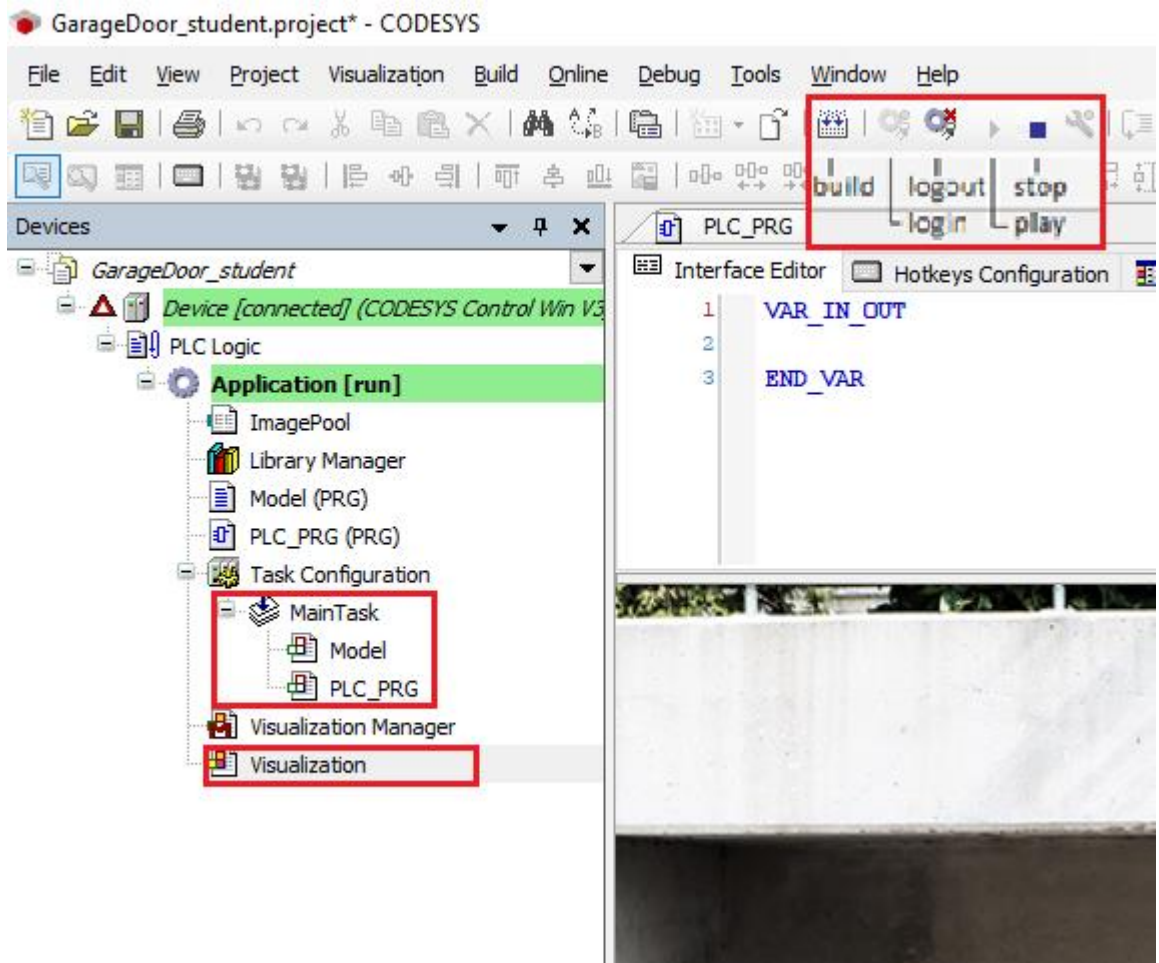 GarageDoor_student.project* - CODESYS
File Edit View Project Visualization Build Online Debug Tools Window Help
build logout stop
login play
Devices
PLC_PRG
GarageDoor_student
Interface Editor Hotkeys Configuration
Device [connected] (CODESYS Control Win V3
1 VAR_IN_OUT
PLC Logic
2
Application [run]
3 END_VAR
ImagePool
Library Manager
Model (PRG)
PLC_PRG (PRG)
Task Configuration
MainTask
Model
PLC_PRG
Visualization Manager
Visualization